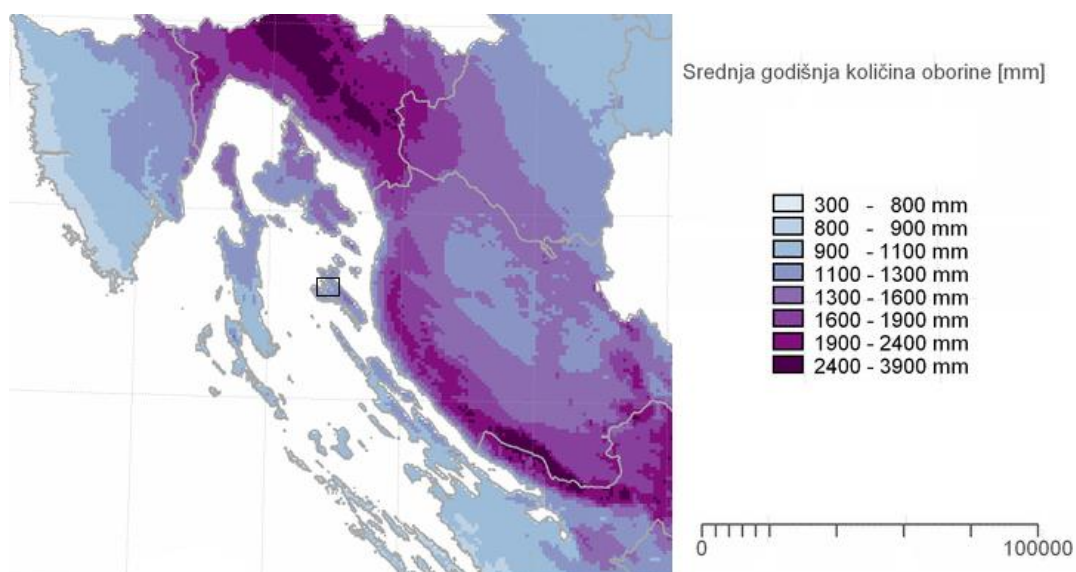 Srednja godišnja količina oborine [mm]
300 - 800 mm
800 - 900 mm
900 - 1100 mm
1100 - 1300 mm
1300 - 1600 mm
1600 - 1900 mm
1900 - 2400 mm
2400 - 3900 mm
0 100000